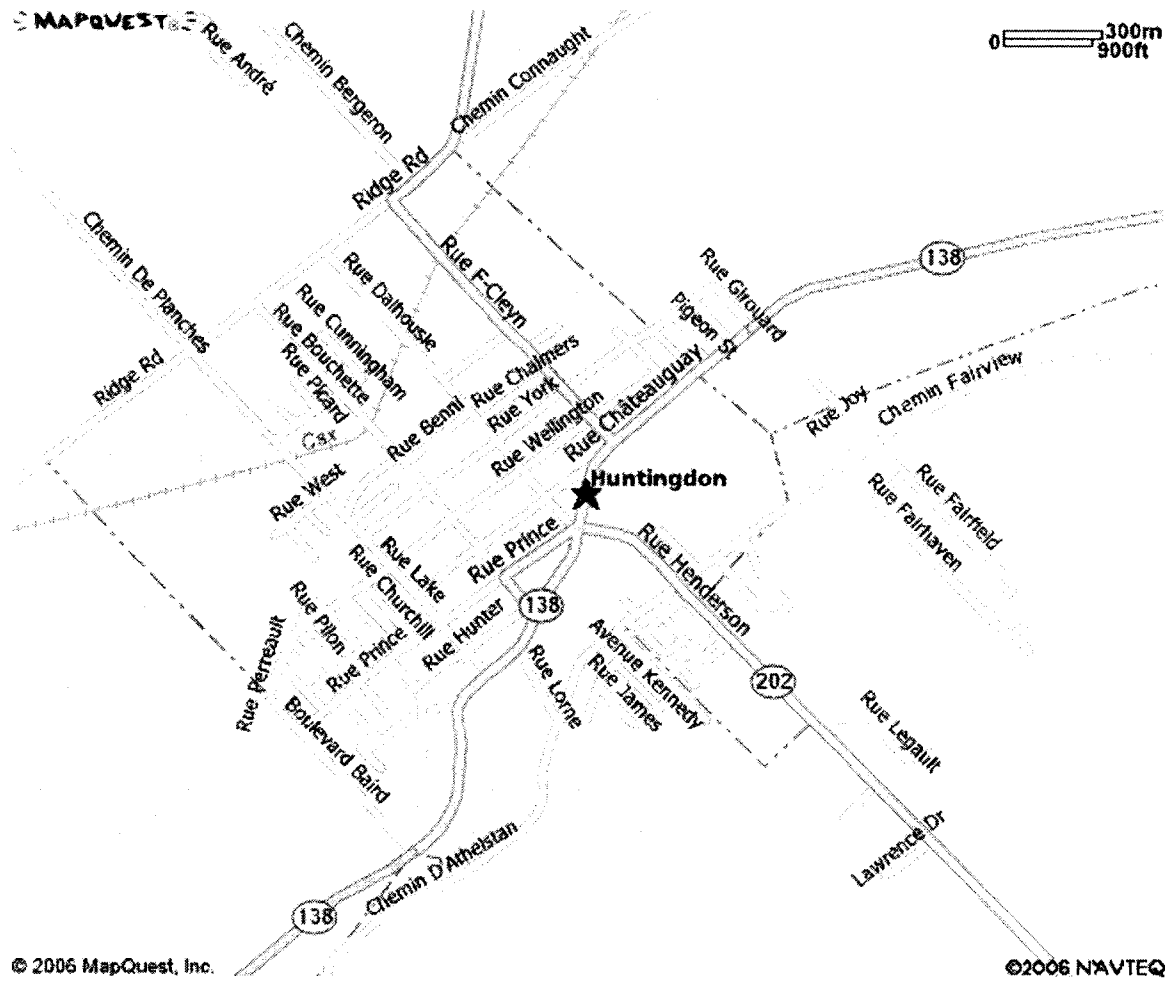 MAPQUEST
0 300m
900ft
Rue André
Chemin Bergeron
Chemin Connaught
Ridge Rd
Chemin De Planches
Rue F-Cleyn
Rue Dalhousie
Rue Cunningham
Rue Bouchette
Rue Picard
Ridge Rd
138
Rue Girouard
Pigeon St
Rue Châteauguay
Rue Chalmers
Rue York
Rue Wellington
Rue Benni
Csx
Rue West
Rue Joy
Chemin Fairview
Rue Fairfield
Rue Fairhaven
Huntingdon
Rue Prince
Rue Henderson
Rue Lake
Rue Churchill
Rue Hunter
138
Rue Pilon
Rue Prince
Rue Perreault
Boulevard Baird
Rue Lorne
Avenue Kennedy
Rue James
202
Rue Legault
Lawrence Dr
Chemin D'Athelstan
138
© 2006 MapQuest, Inc.
©2006 NAVTEQ